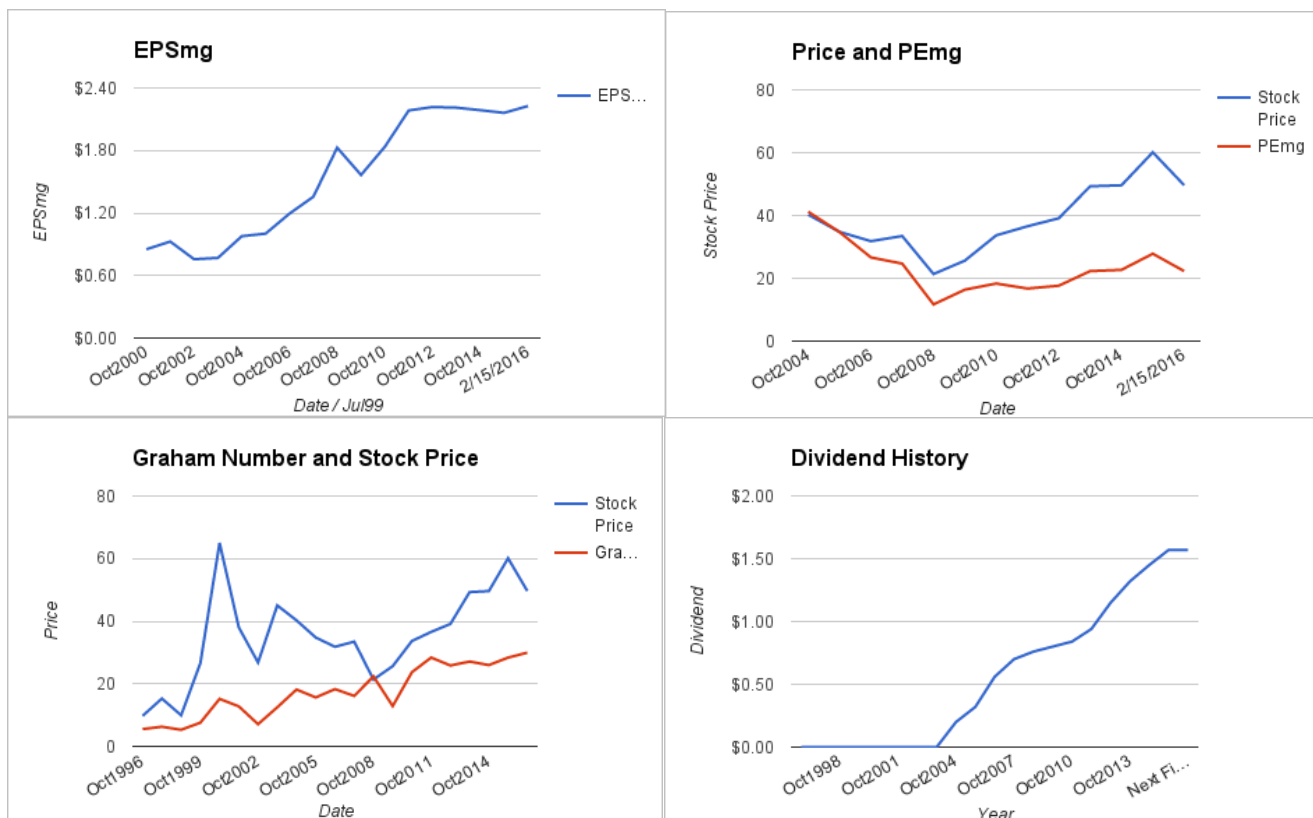 EPSmg
$2.40
$1.80
$1.20
$0.60
$0.00
EPSmg
Oct2000
Oct2002
Oct2004
Oct2006
Oct2008
Oct2010
Oct2012
Oct2014
2/15/2016
Date / Jul99
EPS...
Price and PEmg
80
60
40
20
0
Stock Price
Oct2004
Oct2006
Oct2008
Oct2010
Oct2012
Oct2014
2/15/2016
Date
Stock
Price
PEmg
Graham Number and Stock Price
80
60
40
20
0
Price
Oct1996
Oct1999
Oct2002
Oct2005
Oct2008
Oct2011
Oct2014
Date
Stock
Price
Gra...
Dividend History
$2.00
$1.50
$1.00
$0.50
$0.00
Dividend
Oct1998
Oct2001
Oct2004
Oct2007
Oct2010
Oct2013
Next Fi...
Year